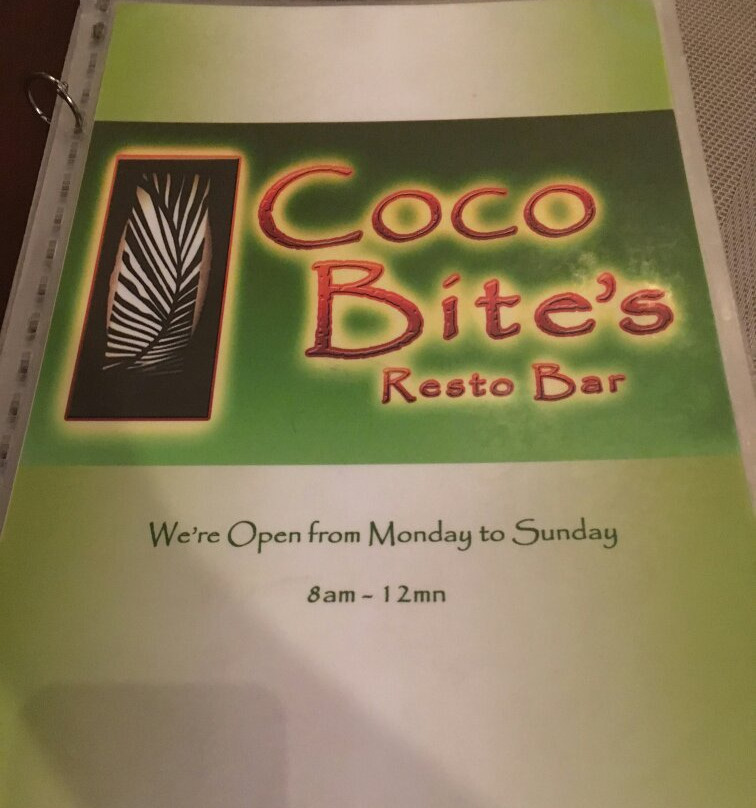 Coco
Bite's
Resto Bar
We're Open from Monday to Sunday
8am - 12mn